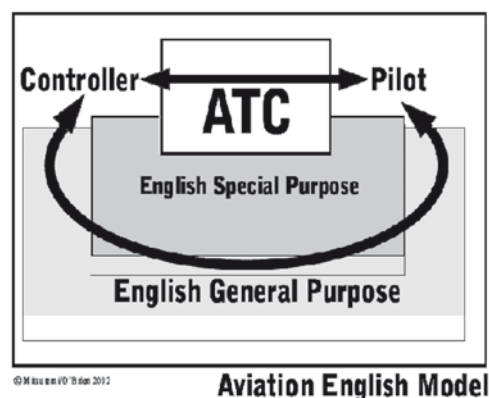 Controller
Pilot
ATC
English Special Purpose
English General Purpose
Aviation English Model